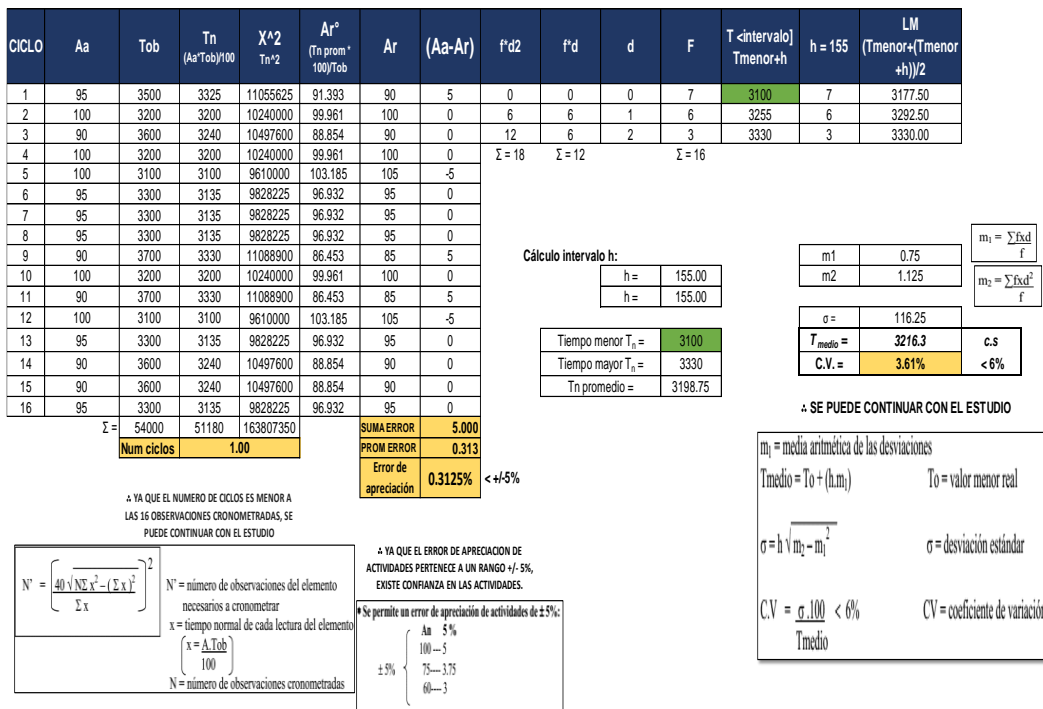 CICLO Aa Tob Tn (Aa*Tob)/100 X^2 Tn^2 Ar° (Tn prom * 100)/Tob Ar (Aa-Ar) f*d2 f*d d F T <intervalo] Tmenor+h h = 155 LM (Tmenor+(Tmenor+h))/2
1 95 3500 3325 11055625 91.393 90 5 0 0 0 7 3100 7 3177.50
2 100 3200 3200 10240000 99.961 100 0 6 6 1 6 3255 6 3292.50
3 90 3600 3240 10497600 88.854 90 0 12 6 2 3 3330 3 3330.00
4 100 3200 3200 10240000 99.961 100 0 Σ = 18 Σ = 12 Σ = 16
5 100 3100 3100 9610000 103.185 105 -5
6 95 3300 3135 9828225 96.932 95 0
7 95 3300 3135 9828225 96.932 95 0
8 95 3300 3135 9828225 96.932 95 0
9 90 3700 3330 11088900 86.453 85 5
10 100 3200 3200 10240000 99.961 100 0
11 90 3700 3330 11088900 86.453 85 5
12 100 3100 3100 9610000 103.185 105 -5
13 95 3300 3135 9828225 96.932 95 0
14 90 3600 3240 10497600 88.854 90 0
15 90 3600 3240 10497600 88.854 90 0
16 95 3300 3135 9828225 96.932 95 0
Σ = 54000 51180 163807350 SUMA ERROR 5.000
Num ciclos 1.00 PROM ERROR 0.313
Error de apreciación 0.3125% < +/-5%
Cálculo intervalo h:
h = 155.00
h = 155.00
Tiempo menor Tn = 3100
Tiempo mayor Tn = 3330
Tn promedio = 3198.75
m1 0.75
m2 1.125
m₁ = ∑fxd / f
m₂ = ∑fxd² / f
σ = 116.25
T medio = 3216.3 c.s
C.V. = 3.61% < 6%
∴ SE PUEDE CONTINUAR CON EL ESTUDIO
∴ YA QUE EL NUMERO DE CICLOS ES MENOR A
LAS 16 OBSERVACIONES CRONOMETRADAS, SE
PUEDE CONTINUAR CON EL ESTUDIO
N' = (40 √(NΣ x² – (Σ x)²) / Σ x)²
N' = número de observaciones del elemento
necesarios a cronometrar
x = tiempo normal de cada lectura del elemento
(x = A.Tob / 100)
N = número de observaciones cronometradas
∴ YA QUE EL ERROR DE APRECIACION DE
ACTIVIDADES PERTENECE A UN RANGO +/- 5%,
EXISTE CONFIANZA EN LAS ACTIVIDADES.
• Se permite un error de apreciación de actividades de ± 5%:
An 5 %
100 --- 5
± 5% 75---- 3.75
60---- 3
m₁ = media aritmética de las desviaciones
Tmedio = To + (h.m₁) To = valor menor real
σ = h √(m₂ – m₁²) σ = desviación estándar
C.V = σ .100 / Tmedio < 6% CV = coeficiente de variación